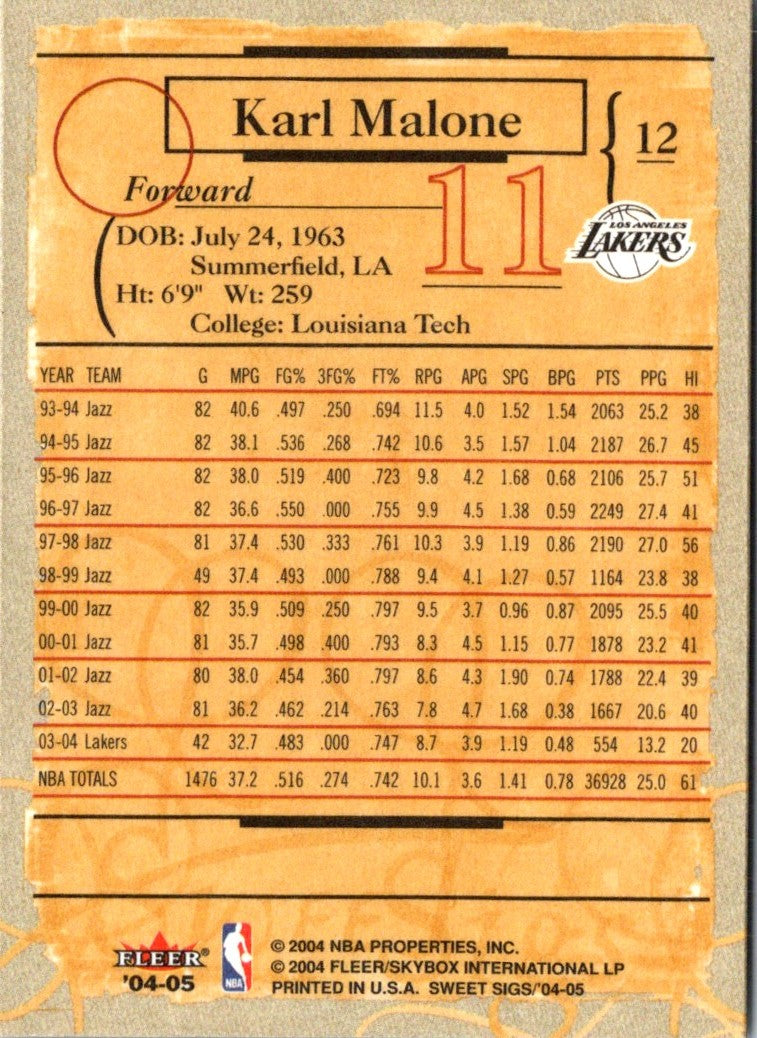 Karl Malone
12
Forward
11
LOS ANGELES
LAKERS
DOB: July 24, 1963
Summerfield, LA
Ht: 6'9" Wt: 259
College: Louisiana Tech
YEAR TEAM G MPG FG% 3FG% FT% RPG APG SPG BPG PTS PPG HI
93-94 Jazz 82 40.6 .497 .250 .694 11.5 4.0 1.52 1.54 2063 25.2 38
94-95 Jazz 82 38.1 .536 .268 .742 10.6 3.5 1.57 1.04 2187 26.7 45
95-96 Jazz 82 38.0 .519 .400 .723 9.8 4.2 1.68 0.68 2106 25.7 51
96-97 Jazz 82 36.6 .550 .000 .755 9.9 4.5 1.38 0.59 2249 27.4 41
97-98 Jazz 81 37.4 .530 .333 .761 10.3 3.9 1.19 0.86 2190 27.0 56
98-99 Jazz 49 37.4 .493 .000 .788 9.4 4.1 1.27 0.57 1164 23.8 38
99-00 Jazz 82 35.9 .509 .250 .797 9.5 3.7 0.96 0.87 2095 25.5 40
00-01 Jazz 81 35.7 .498 .400 .793 8.3 4.5 1.15 0.77 1878 23.2 41
01-02 Jazz 80 38.0 .454 .360 .797 8.6 4.3 1.90 0.74 1788 22.4 39
02-03 Jazz 81 36.2 .462 .214 .763 7.8 4.7 1.68 0.38 1667 20.6 40
03-04 Lakers 42 32.7 .483 .000 .747 8.7 3.9 1.19 0.48 554 13.2 20
NBA TOTALS 1476 37.2 .516 .274 .742 10.1 3.6 1.41 0.78 36928 25.0 61
FLEER®
'04-05
NBA
© 2004 NBA PROPERTIES, INC.
© 2004 FLEER/SKYBOX INTERNATIONAL LP
PRINTED IN U.S.A. SWEET SIGS/'04-05